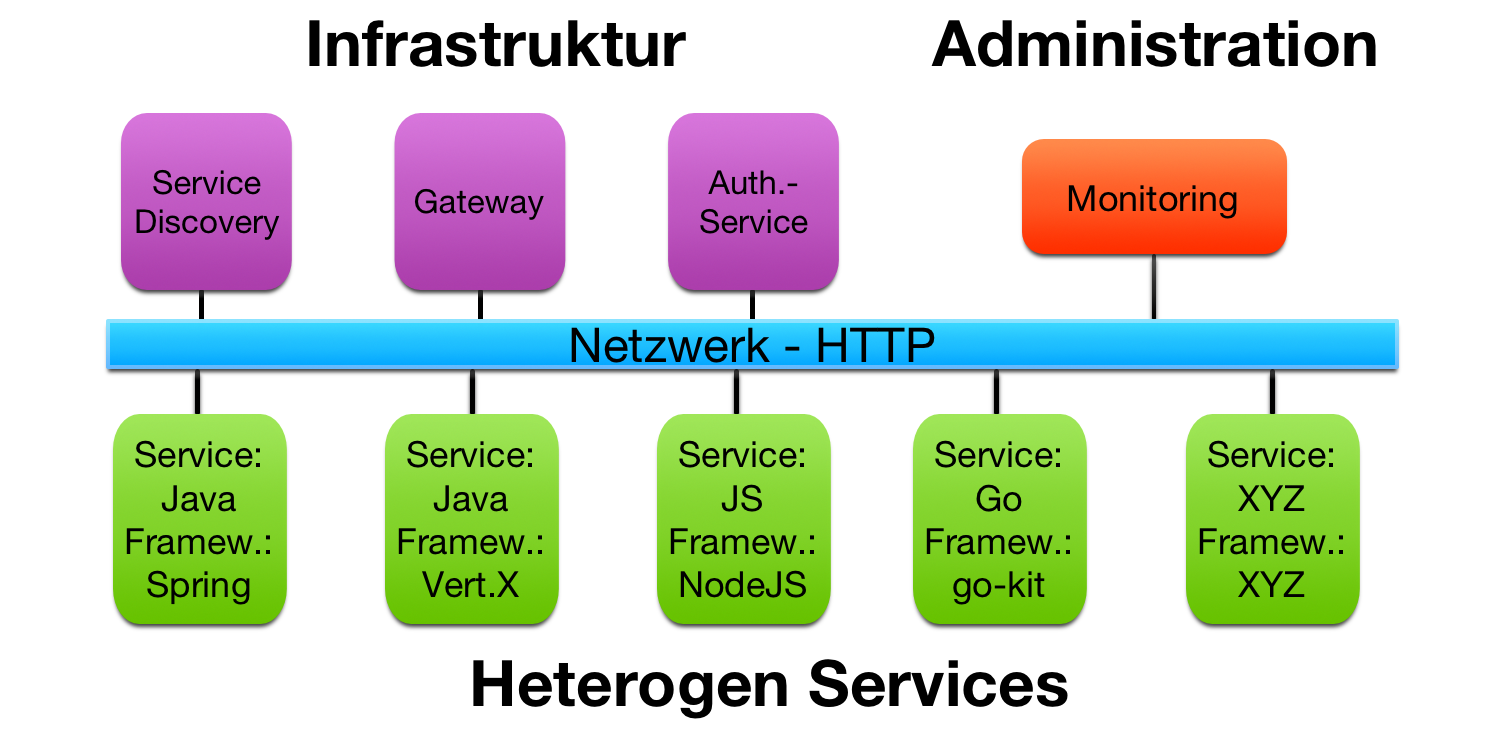 Infrastruktur
Administration
Service
Discovery
Gateway
Auth.-
Service
Monitoring
Netzwerk - HTTP
Service:
Java
Framew.:
Spring
Service:
Java
Framew.:
Vert.X
Service:
JS
Framew.:
NodeJS
Service:
Go
Framew.:
go-kit
Service:
XYZ
Framew.:
XYZ
Heterogen Services